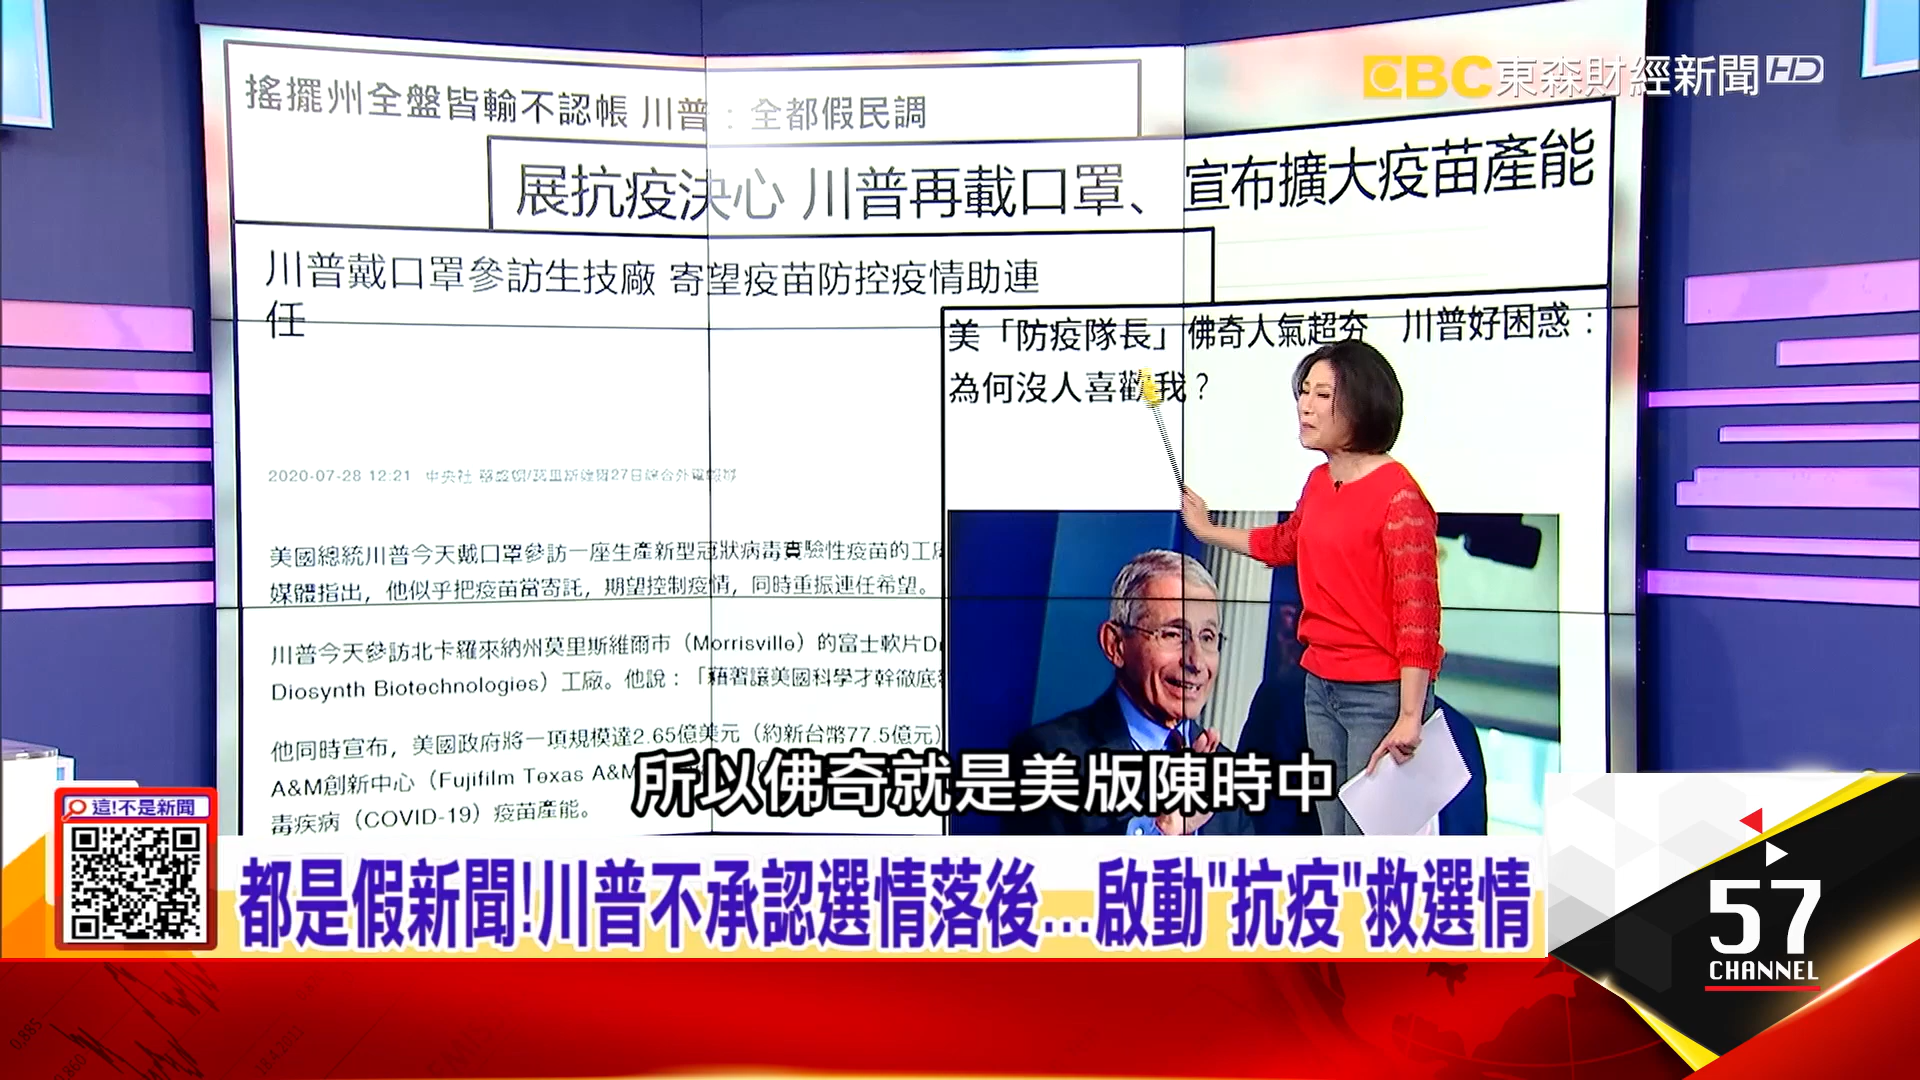 EBC東森財經新聞HD
搖擺州全盤皆輸不認帳 川普：全都假民調
展抗疫決心 川普再載口罩、宣布擴大疫苗產能
川普戴口罩參訪生技廠 寄望疫苗防控疫情助連
任
美「防疫隊長」佛奇人氣超夯 川普好困惑：
為何沒人喜歡我？
2020-07-28 12:21 中央社
美國總統川普今天戴口罩參訪一座生產新型冠狀病毒實驗性疫苗的工
媒體指出，他似乎把疫苗當寄託，期望控制疫情，同時重振連任希望。
川普今天參訪北卡羅來納州莫里斯維爾市（Morrisville）的富士軟片
Diosynth Biotechnologies）工廠。他說：「藉著讓美國科學才幹徹底
他同時宣布，美國政府將一項規模達2.65億美元（約新台幣77.5億元）
A&M創新中心（Fujifilm Texas A&M
毒疾病（COVID-19）疫苗產能。
所以佛奇就是美版陳時中
這!不是新聞
都是假新聞!川普不承認選情落後...啟動"抗疫"救選情
57
CHANNEL